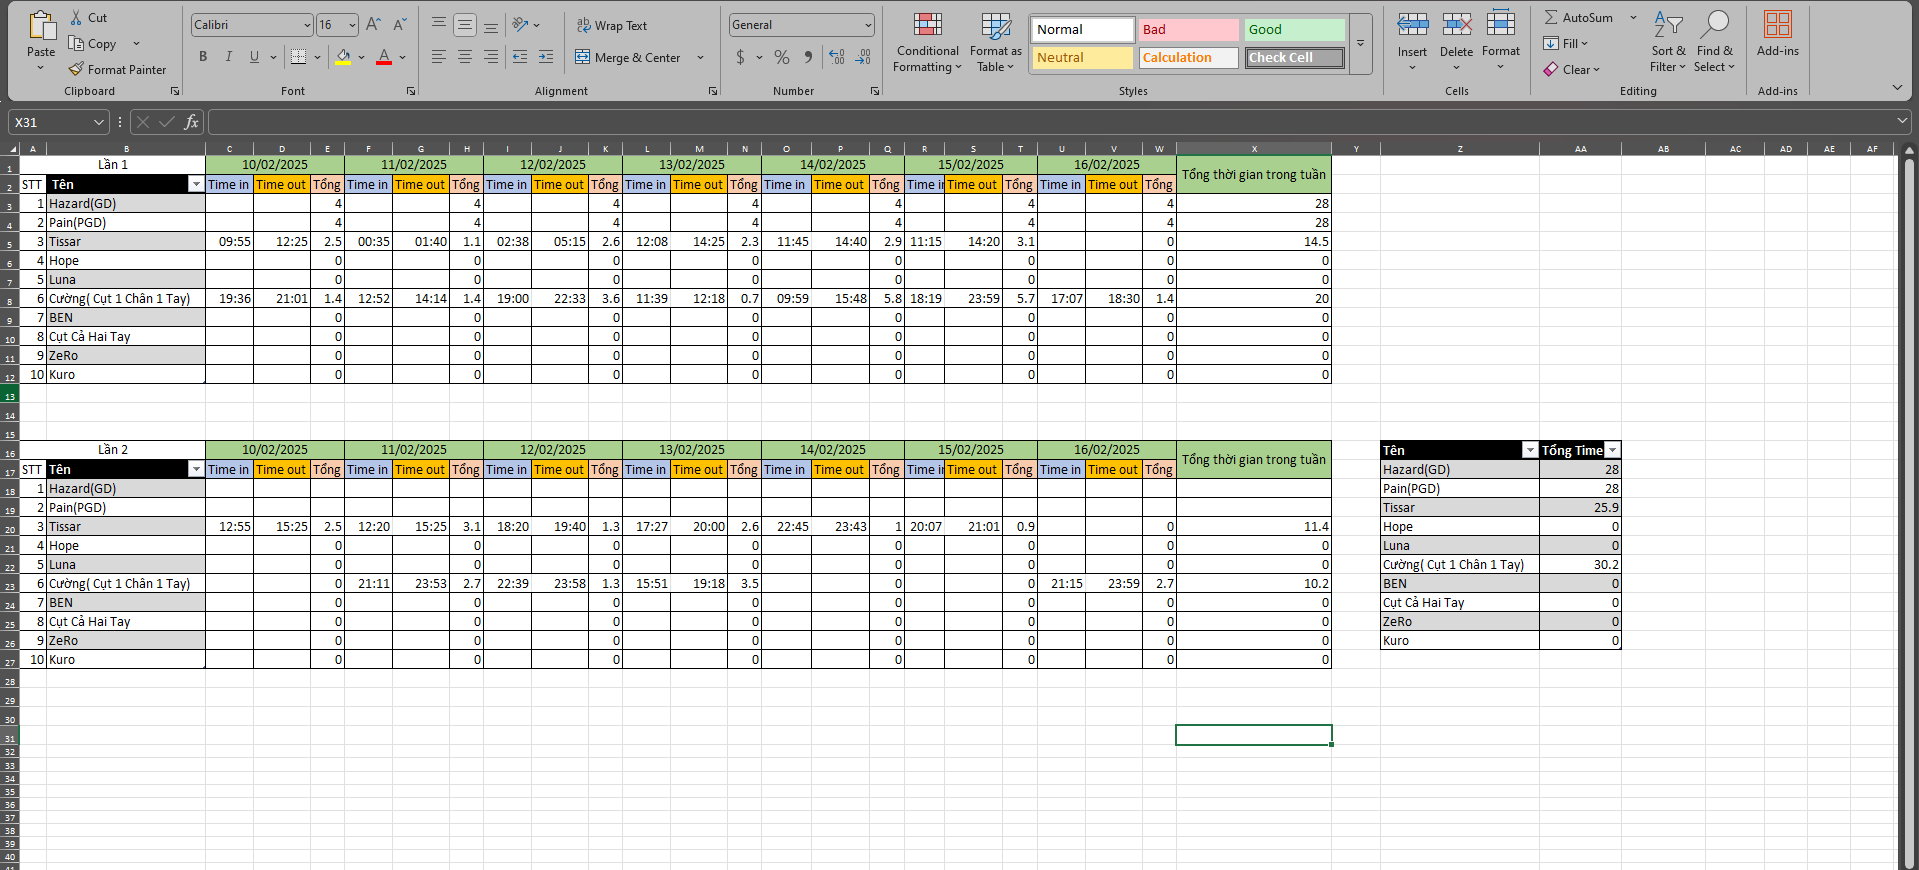 Paste
Cut
Copy
Format Painter
Clipboard
Calibri 16
B I U
Font
Wrap Text
Merge & Center
Alignment
General
$ %
Number
Conditional Formatting
Format as Table
Normal Bad Good
Neutral Calculation Check Cell
Styles
Insert Delete Format
Cells
AutoSum
Fill
Clear
Sort & Filter
Find & Select
Editing
Add-ins
Add-ins
X31 fx
A B C D E F G H I J K L M N O P Q R S T U V W X Y Z AA AB AC AD AE AF
1 Lần 1 10/02/2025 11/02/2025 12/02/2025 13/02/2025 14/02/2025 15/02/2025 16/02/2025 Tổng thời gian trong tuần
2 STT Tên Time in Time out Tổng Time in Time out Tổng Time in Time out Tổng Time in Time out Tổng Time in Time out Tổng Time in Time out Tổng Time in Time out Tổng
3 1 Hazard(GD) 4 4 4 4 4 4 4 28
4 2 Pain(PGD) 4 4 4 4 4 4 4 28
5 3 Tissar 09:55 12:25 2.5 00:35 01:40 1.1 02:38 05:15 2.6 12:08 14:25 2.3 11:45 14:40 2.9 11:15 14:20 3.1 0 14.5
6 4 Hope 0 0 0 0 0 0 0 0
7 5 Luna 0 0 0 0 0 0 0 0
8 6 Cường( Cụt 1 Chân 1 Tay) 19:36 21:01 1.4 12:52 14:14 1.4 19:00 22:33 3.6 11:39 12:18 0.7 09:59 15:48 5.8 18:19 23:59 5.7 17:07 18:30 1.4 20
9 7 BEN 0 0 0 0 0 0 0 0
10 8 Cụt Cả Hai Tay 0 0 0 0 0 0 0 0
11 9 ZeRo 0 0 0 0 0 0 0 0
12 10 Kuro 0 0 0 0 0 0 0 0
13
14
15
16 Lần 2 10/02/2025 11/02/2025 12/02/2025 13/02/2025 14/02/2025 15/02/2025 16/02/2025 Tổng thời gian trong tuần Tên Tổng Time
17 STT Tên Time in Time out Tổng Time in Time out Tổng Time in Time out Tổng Time in Time out Tổng Time in Time out Tổng Time in Time out Tổng Time in Time out Tổng Hazard(GD) 28
18 1 Hazard(GD) Pain(PGD) 28
19 2 Pain(PGD) Tissar 25.9
20 3 Tissar 12:55 15:25 2.5 12:20 15:25 3.1 18:20 19:40 1.3 17:27 20:00 2.6 22:45 23:43 1 20:07 21:01 0.9 0 11.4 Hope 0
21 4 Hope 0 0 0 0 0 0 0 0 Luna 0
22 5 Luna 0 0 0 0 0 0 0 0 Cường( Cụt 1 Chân 1 Tay) 30.2
23 6 Cường( Cụt 1 Chân 1 Tay) 0 21:11 23:53 2.7 22:39 23:58 1.3 15:51 19:18 3.5 0 0 21:15 23:59 2.7 10.2 BEN 0
24 7 BEN 0 0 0 0 0 0 0 0 Cụt Cả Hai Tay 0
25 8 Cụt Cả Hai Tay 0 0 0 0 0 0 0 0 ZeRo 0
26 9 ZeRo 0 0 0 0 0 0 0 0 Kuro 0
27 10 Kuro 0 0 0 0 0 0 0 0
28
29
30
31
32
33
34
35
36
37
38
39
40